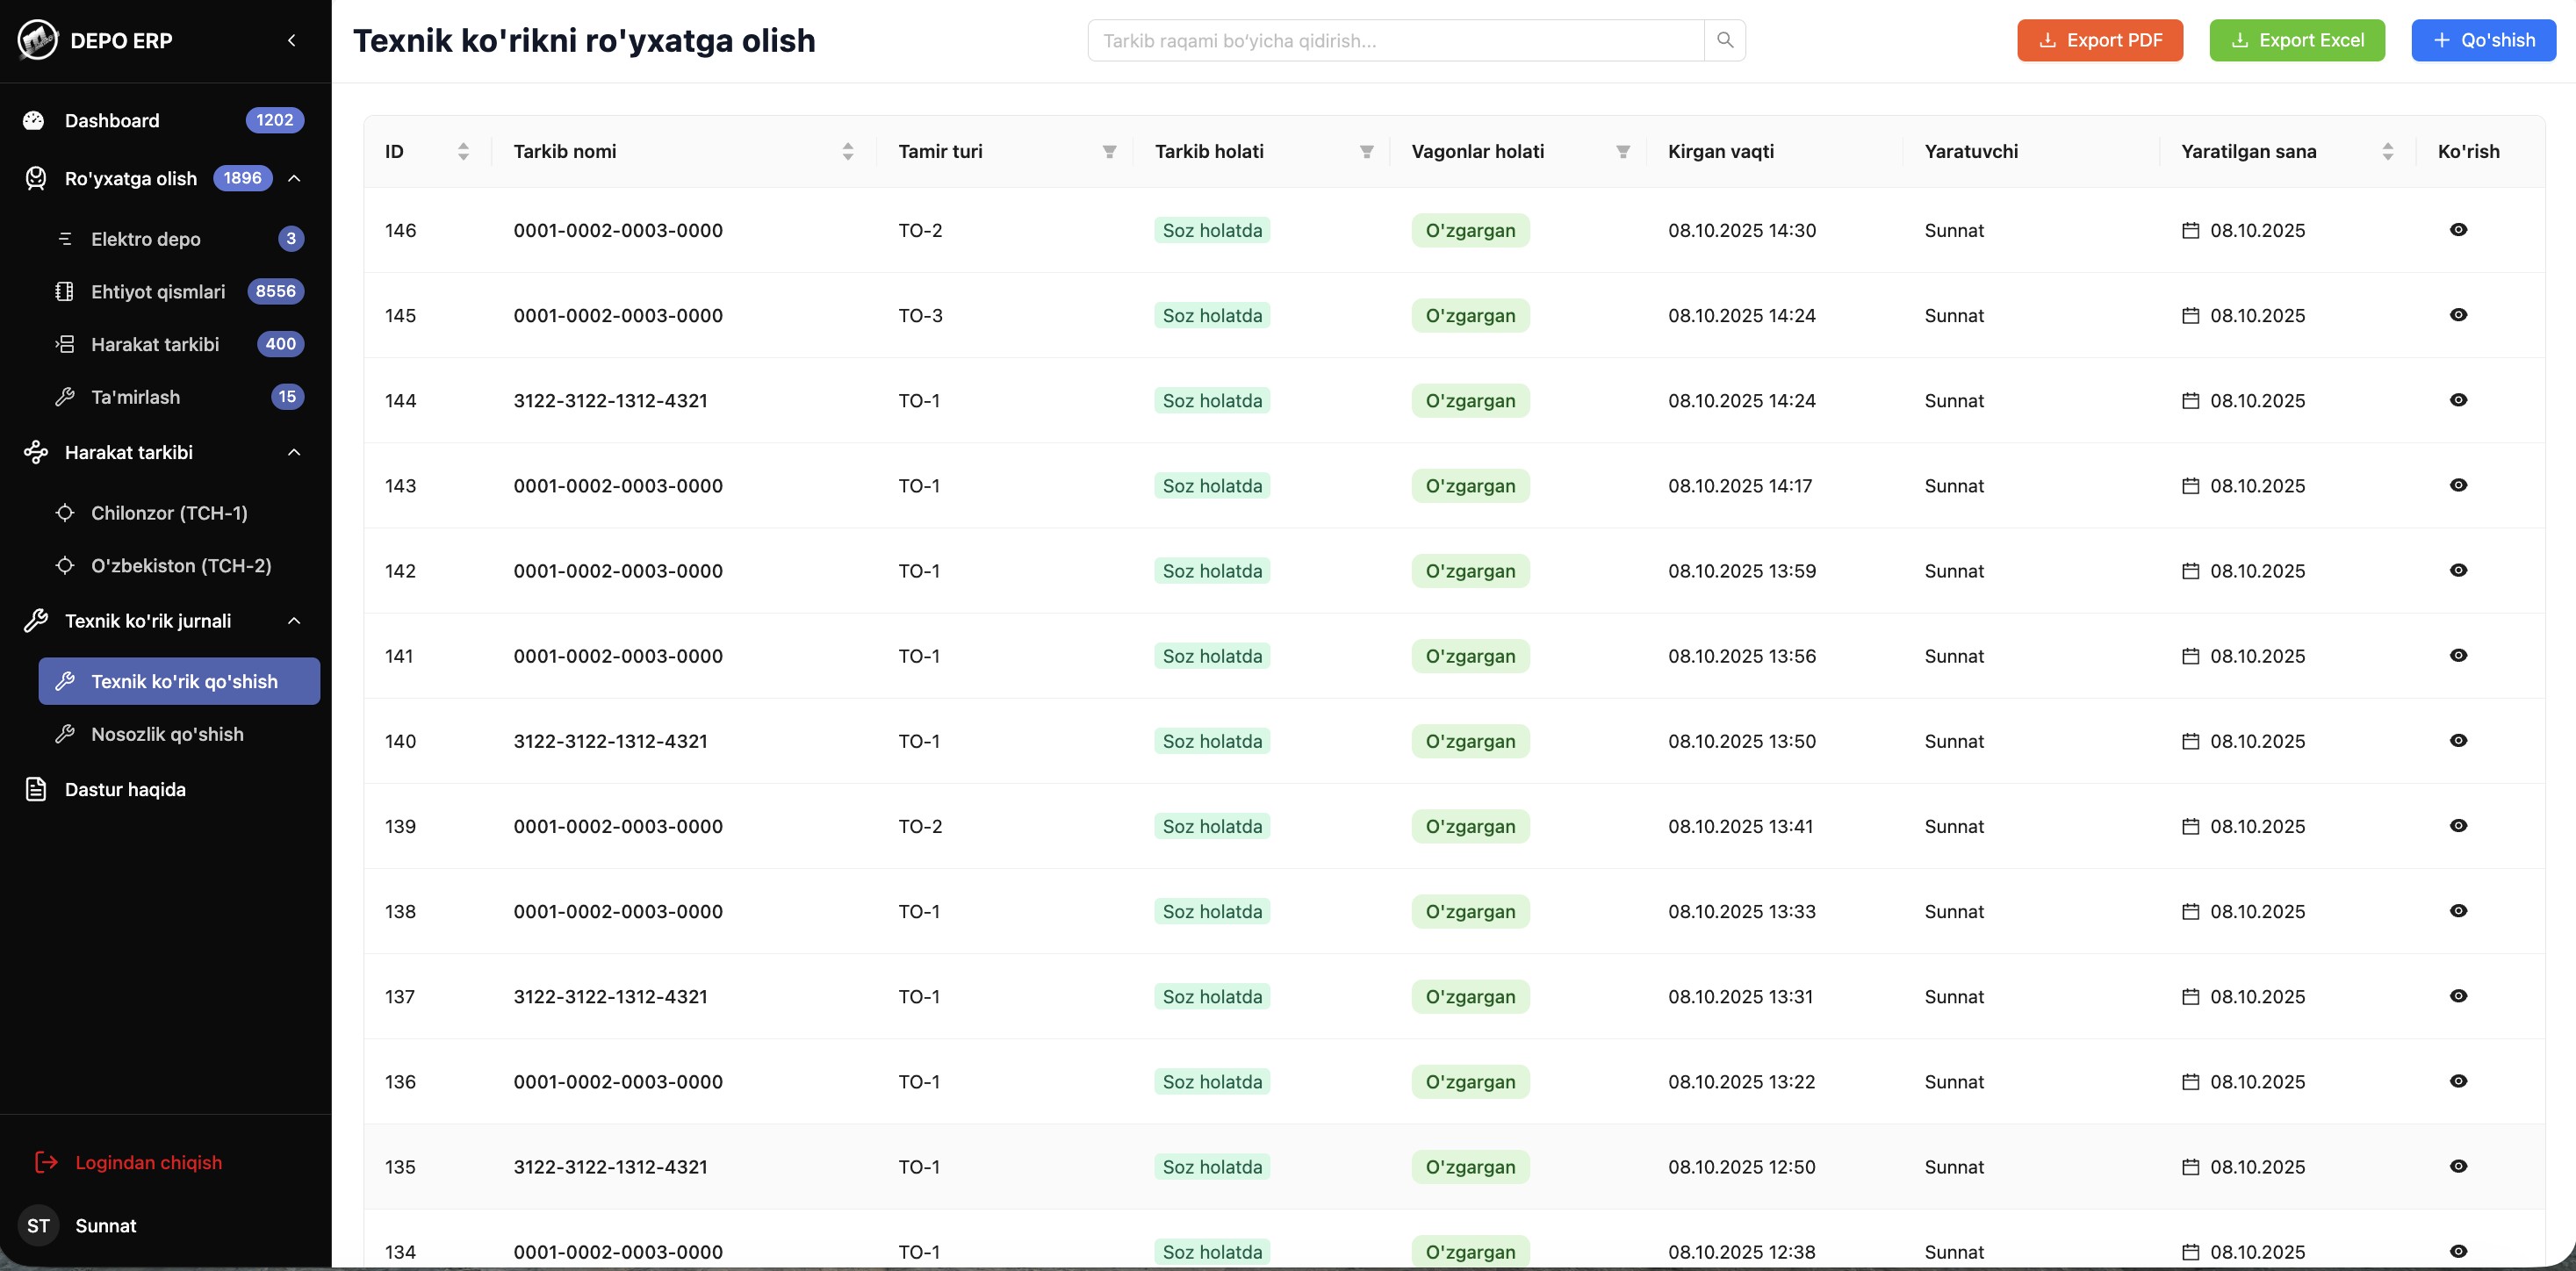 DEPO ERP
Dashboard 1202
Ro'yxatga olish 1896
Elektro depo 3
Ehtiyot qismlari 8556
Harakat tarkibi 400
Ta'mirlash 15
Harakat tarkibi
Chilonzor (TCH-1)
O'zbekiston (TCH-2)
Texnik ko'rik jurnali
Texnik ko'rik qo'shish
Nosozlik qo'shish
Dastur haqida
Logindan chiqish
ST Sunnat
Texnik ko'rikni ro'yxatga olish
Tarkib raqami bo'yicha qidirish...
Export PDF
Export Excel
Qo'shish
ID Tarkib nomi Tamir turi Tarkib holati Vagonlar holati Kirgan vaqti Yaratuvchi Yaratilgan sana Ko'rish
146 0001-0002-0003-0000 TO-2 Soz holatda O'zgargan 08.10.2025 14:30 Sunnat 08.10.2025
145 0001-0002-0003-0000 TO-3 Soz holatda O'zgargan 08.10.2025 14:24 Sunnat 08.10.2025
144 3122-3122-1312-4321 TO-1 Soz holatda O'zgargan 08.10.2025 14:24 Sunnat 08.10.2025
143 0001-0002-0003-0000 TO-1 Soz holatda O'zgargan 08.10.2025 14:17 Sunnat 08.10.2025
142 0001-0002-0003-0000 TO-1 Soz holatda O'zgargan 08.10.2025 13:59 Sunnat 08.10.2025
141 0001-0002-0003-0000 TO-1 Soz holatda O'zgargan 08.10.2025 13:56 Sunnat 08.10.2025
140 3122-3122-1312-4321 TO-1 Soz holatda O'zgargan 08.10.2025 13:50 Sunnat 08.10.2025
139 0001-0002-0003-0000 TO-2 Soz holatda O'zgargan 08.10.2025 13:41 Sunnat 08.10.2025
138 0001-0002-0003-0000 TO-1 Soz holatda O'zgargan 08.10.2025 13:33 Sunnat 08.10.2025
137 3122-3122-1312-4321 TO-1 Soz holatda O'zgargan 08.10.2025 13:31 Sunnat 08.10.2025
136 0001-0002-0003-0000 TO-1 Soz holatda O'zgargan 08.10.2025 13:22 Sunnat 08.10.2025
135 3122-3122-1312-4321 TO-1 Soz holatda O'zgargan 08.10.2025 12:50 Sunnat 08.10.2025
134 0001-0002-0003-0000 TO-1 Soz holatda O'zgargan 08.10.2025 12:38 Sunnat 08.10.2025